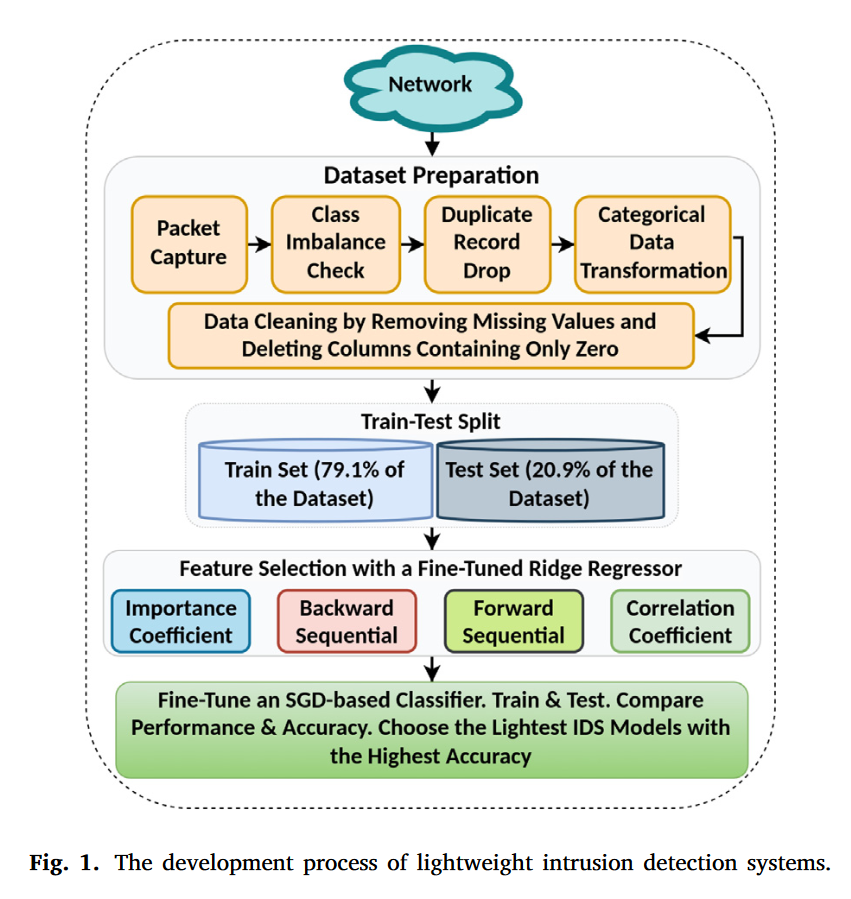 Network
Dataset Preparation
Packet
Capture
Class
Imbalance
Check
Duplicate
Record
Drop
Categorical
Data
Transformation
Data Cleaning by Removing Missing Values and
Deleting Columns Containing Only Zero
Train-Test Split
Train Set (79.1% of
the Dataset)
Test Set (20.9% of the
Dataset)
Feature Selection with a Fine-Tuned Ridge Regressor
Importance
Coefficient
Backward
Sequential
Forward
Sequential
Correlation
Coefficient
Fine-Tune an SGD-based Classifier. Train & Test. Compare
Performance & Accuracy. Choose the Lightest IDS Models with
the Highest Accuracy
Fig. 1. The development process of lightweight intrusion detection systems.